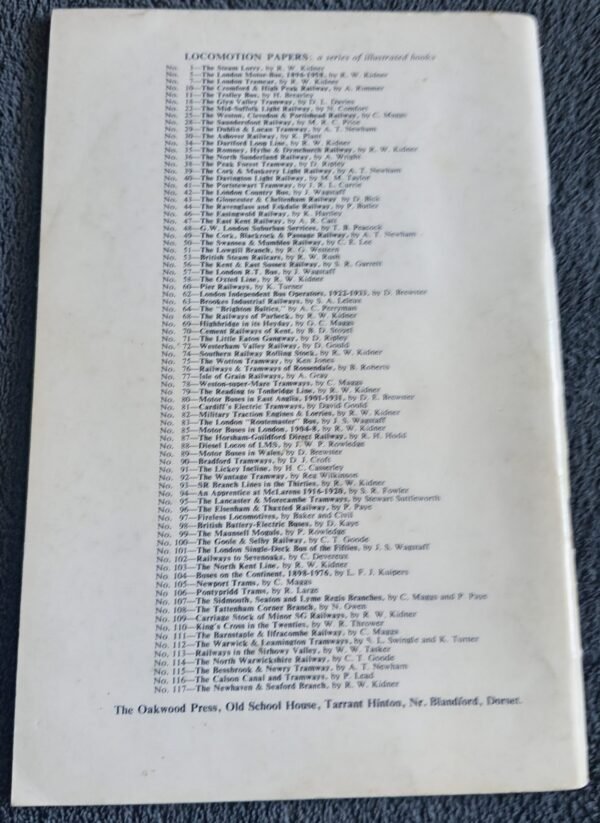 LOCOMOTION PAPERS: a series of illustrated books
No. 1—The Steam Lorry, by R. W. Kidner
No. 5—The London Motor-Bus, 1896-1958, by R. W. Kidner
No. 7—The London Tramcar, by R. W. Kidner
No. 10—The Cromford & High Peak Railway, by A. Rimmer
No. 11—The Trolley Bus, by H. Brearley
No. 18—The Glyn Valley Tramway, by D. L. Davies
No. 22—The Mid-Suffolk Light Railway, by N. Comfort
No. 25—The Weston, Clevedon & Portishead Railway, by C. Maggs
No. 28—The Saundersfoot Railway, by M. R. C. Price
No. 29—The Dublin & Lucan Tramway, by A. T. Newham
No. 30—The Ashover Railway, by K. Plant
No. 34—The Dartford Loop Line, by R. W. Kidner
No. 35—The Romney, Hythe & Dymchurch Railway, by R. W. Kidner
No. 36—The North Sunderland Railway, by A. Wright
No. 38—The Peak Forest Tramway, by D. Ripley
No. 39—The Cork & Muskerry Light Railway, by A. T. Newham
No. 40—The Davington Light Railway, by M. M. Taylor
No. 41—The Portstewart Tramway, by J. R. L. Currie
No. 42—The London Country Bus, by J. Wagstaff
No. 43—The Gloucester & Cheltenham Railway, by D. Bick
No. 44—The Ravenglass and Eskdale Railway, by P. Butler
No. 46—The Easingwold Railway, by K. Hartley
No. 47—The East Kent Railway, by A. R. Catt
No. 48—G.W. London Suburban Services, by T. B. Peacock
No. 49—The Cork, Blackrock & Passage Railway, by A. T. Newham
No. 50—The Swansea & Mumbles Railway, by C. E. Lee
No. 51—The Lowgill Branch, by R. G. Western
No. 53—British Steam Railcars, by R. W. Rush
No. 56—The Kent & East Sussex Railway, by S. R. Garrett
No. 57—The London R.T. Bus, by J. Wagstaff
No. 58—The Oxted Line, by R. W. Kidner
No. 60—Pier Railways, by K. Turner
No. 62—London Independent Bus Operators, 1922-1933, by D. Brewster
No. 63—Brookes Industrial Railways, by S. A. Leleux
No. 64—The "Brighton Baltics," by A. C. Perryman
No. 68—The Railways of Purbeck, by R. W. Kidner
No. 69—Highbridge in its Heyday, by C. G. Maggs
No. 70—Cement Railways of Kent, by B. D. Stoyel
No. 71—The Little Eaton Gangway, by D. Ripley
No. 72—Westerham Valley Railway, by D. Gould
No. 74—Southern Railway Rolling Stock, by R. W. Kidner
No. 75—The Wotton Tramway, by Ken Jones
No. 76—Railways & Tramways of Rossendale, by B. Roberts
No. 77—Isle of Grain Railways, by A. Gray
No. 78—Weston-super-Mare Tramways, by C. Maggs
No. 79—The Reading to Tonbridge Line, by R. W. Kidner
No. 80—Motor Buses in East Anglia, 1901-1931, by D. E. Brewster
No. 81—Cardiff's Electric Tramways, by David Gould
No. 82—Military Traction Engines & Lorries, by R. W. Kidner
No. 83—The London "Routemaster" Bus, by J. S. Wagstaff
No. 85—Motor Buses in London, 1904-8, by R. W. Kidner
No. 87—The Horsham-Guildford Direct Railway, by R. H. Hodd
No. 88—Diesel Locos of LMS, by J. W. P. Rowledge
No. 89—Motor Buses in Wales, by D. Brewster
No. 90—Bradford Tramways, by D. J. Croft
No. 91—The Lickey Incline, by H. C. Casserley
No. 92—The Wantage Tramway, by Reg Wilkinson
No. 93—SR Branch Lines in the Thirties, by R. W. Kidner
No. 94—An Apprentice at McLarens 1916-1920, by S. R. Fowler
No. 95—The Lancaster & Morecambe Tramways, by Stewart Suttleworth
No. 96—The Elsenham & Thaxted Railway, by P. Paye
No. 97—Fireless Locomotives, by Baker and Civil
No. 98—British Battery-Electric Buses, by D. Kaye
No. 99—The Maunsell Moguls, by P. Rowledge
No. 100—The Goole & Selby Railway, by C. T. Goode
No. 101—The London Single-Deck Bus of the Fifties, by J. S. Wagstaff
No. 102—Railways to Sevenoaks, by C. Devereux
No. 103—The North Kent Line, by R. W. Kidner
No. 104—Buses on the Continent, 1898-1976, by L. F. J. Kuipers
No. 105—Newport Trams, by C. Maggs
No. 106—Pontypridd Trams, by R. Large
No. 107—The Sidmouth, Seaton and Lyme Regis Branches, by C. Maggs and P. Paye
No. 108—The Tattenham Corner Branch, by N. Owen
No. 109—Carriage Stock of Minor SG Railways, by R. W. Kidner
No. 110—King's Cross in the Twenties, by W. R. Thrower
No. 111—The Barnstaple & Ilfracombe Railway, by C. Maggs
No. 112—The Warwick & Leamington Tramways, by S. L. Swingle and K. Turner
No. 113—Railways in the Sirhowy Valley, by W. W. Tasker
No. 114—The North Warwickshire Railway, by C. T. Goode
No. 115—The Bessbrook & Newry Tramway, by A. T. Newham
No. 116—The Calson Canal and Tramways, by P. Lead
No. 117—The Newhaven & Seaford Branch, by R. W. Kidner
The Oakwood Press, Old School House, Tarrant Hinton, Nr. Blandford, Dorset.